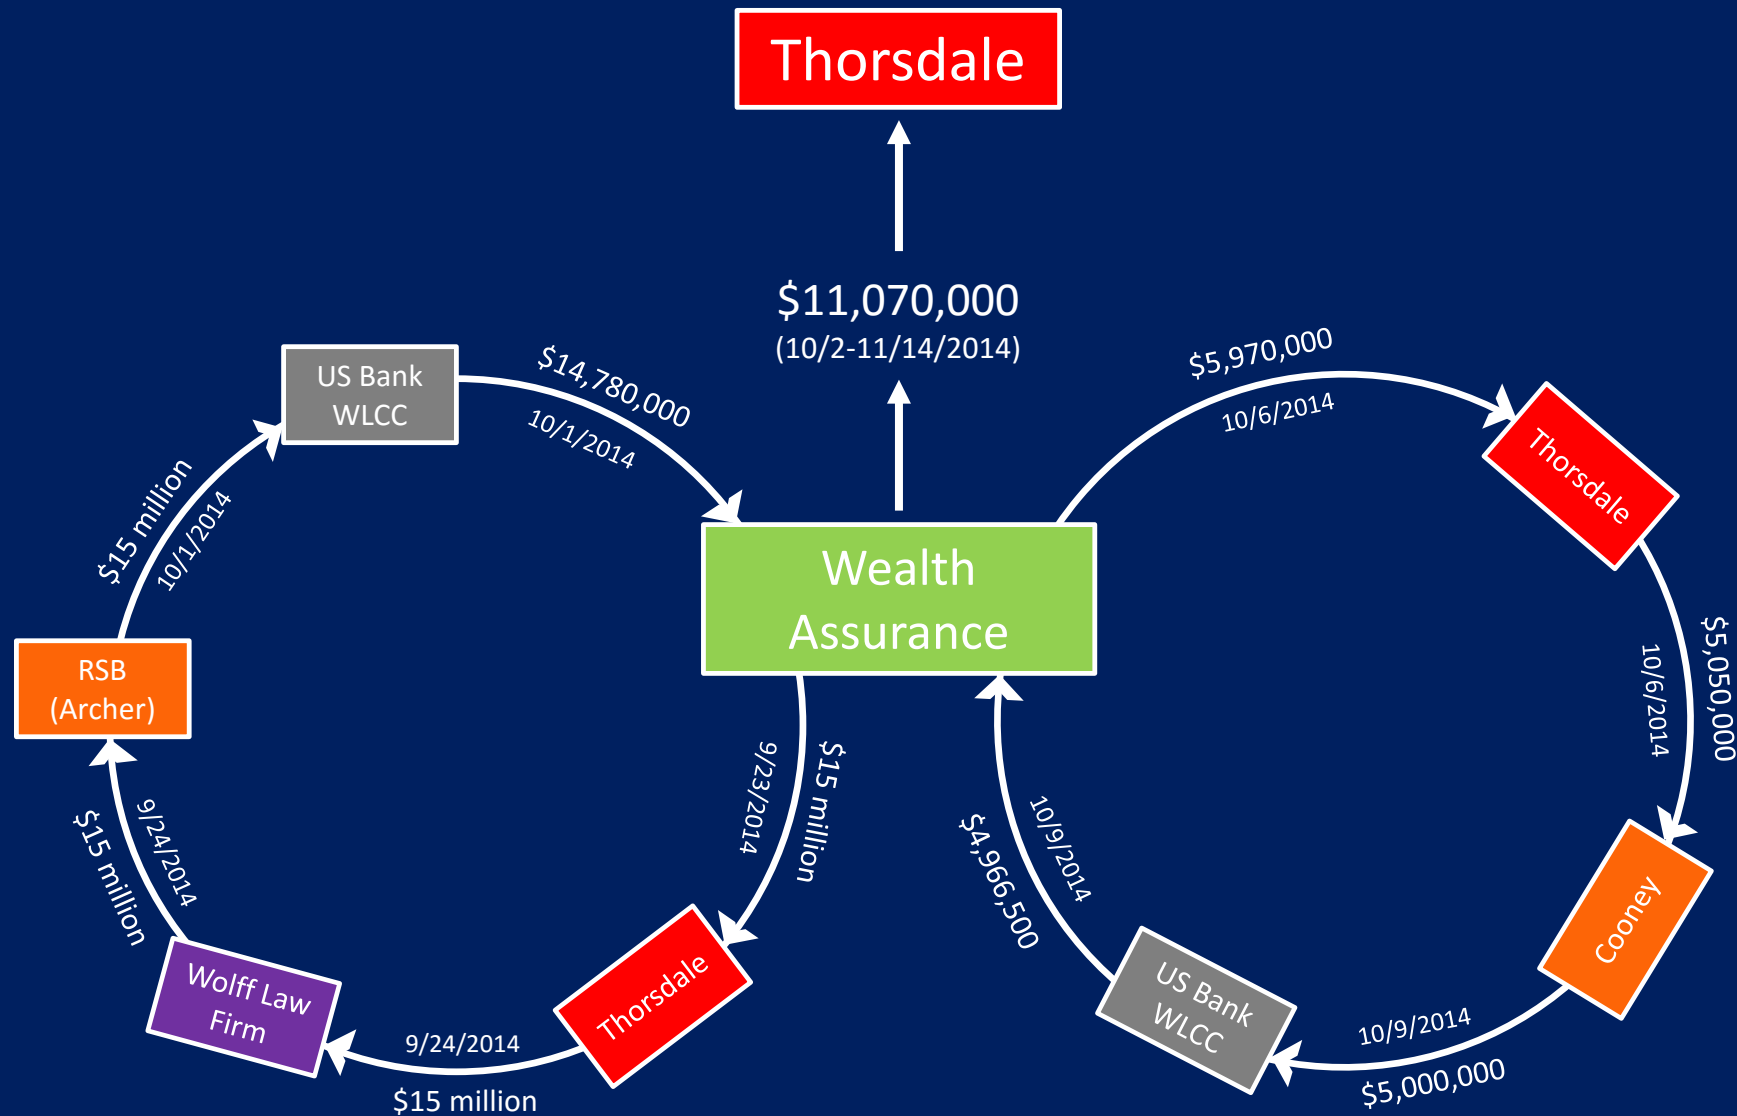 Thorsdale
$11,070,000
(10/2-11/14/2014)
US Bank
WLCC
$14,780,000
10/1/2014
$15 million
10/1/2014
RSB
(Archer)
$15 million
9/24/2014
Wolff Law
Firm
9/24/2014
$15 million
Thorsdale
$15 million
9/23/2014
Wealth
Assurance
$5,970,000
10/6/2014
Thorsdale
$5,050,000
10/6/2014
Cooney
10/9/2014
$5,000,000
US Bank
WLCC
10/9/2014
$4,966,500